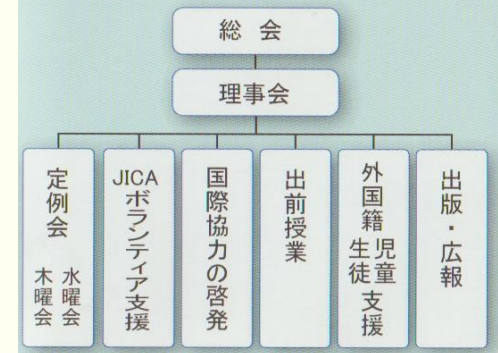 総会
理事会
定例会
水曜会
木曜会
JICA
ボランティア支援
国際協力の啓発
出前授業
外国籍
児童
生徒
支援
出版・広報